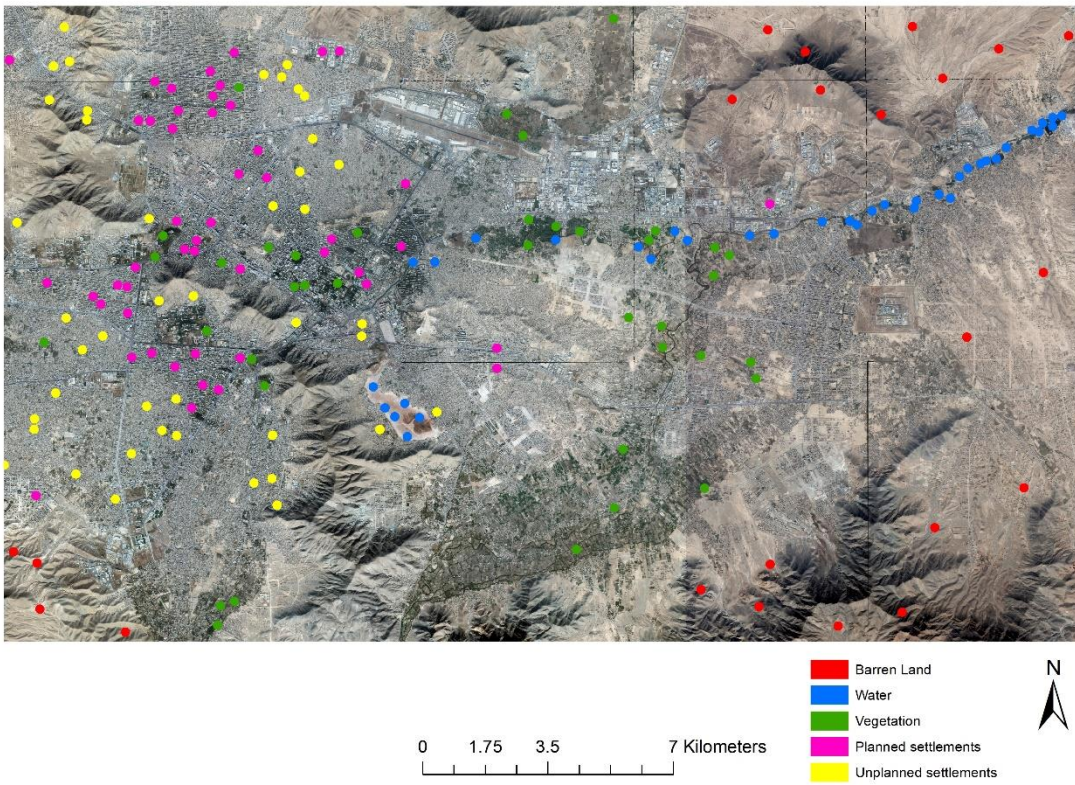 Barren Land
Water
Vegetation
Planned settlements
Unplanned settlements
N
0 1.75 3.5 7 Kilometers